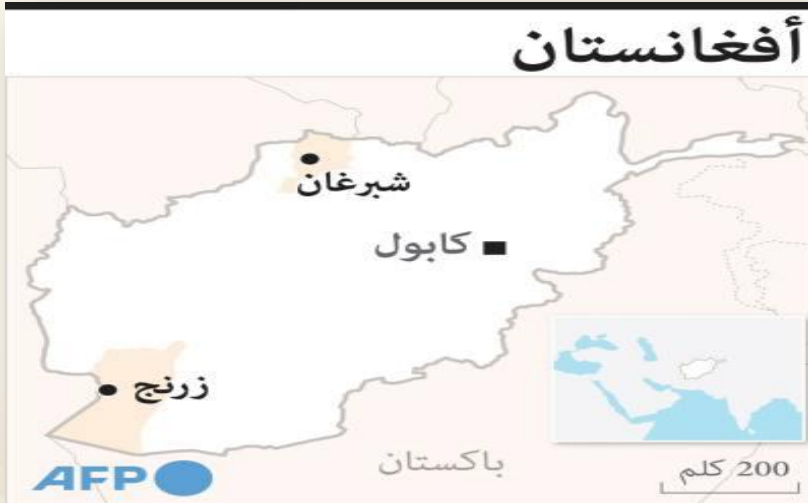 أفغانستان
شبرغان
كابول
زرنج
باكستان
200 كلم
AFP